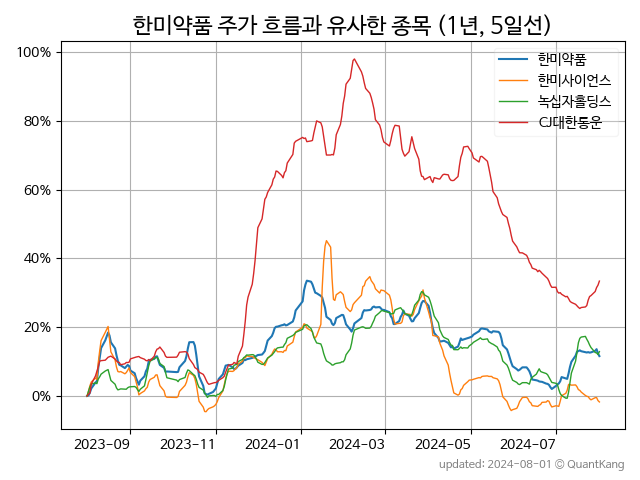 한미약품 주가 흐름과 유사한 종목 (1년, 5일선)
100%
80%
60%
40%
20%
0%
한미약품
한미사이언스
녹십자홀딩스
CJ대한통운
2023-09
2023-11
2024-01
2024-03
2024-05
2024-07
updated: 2024-08-01 © QuantKang